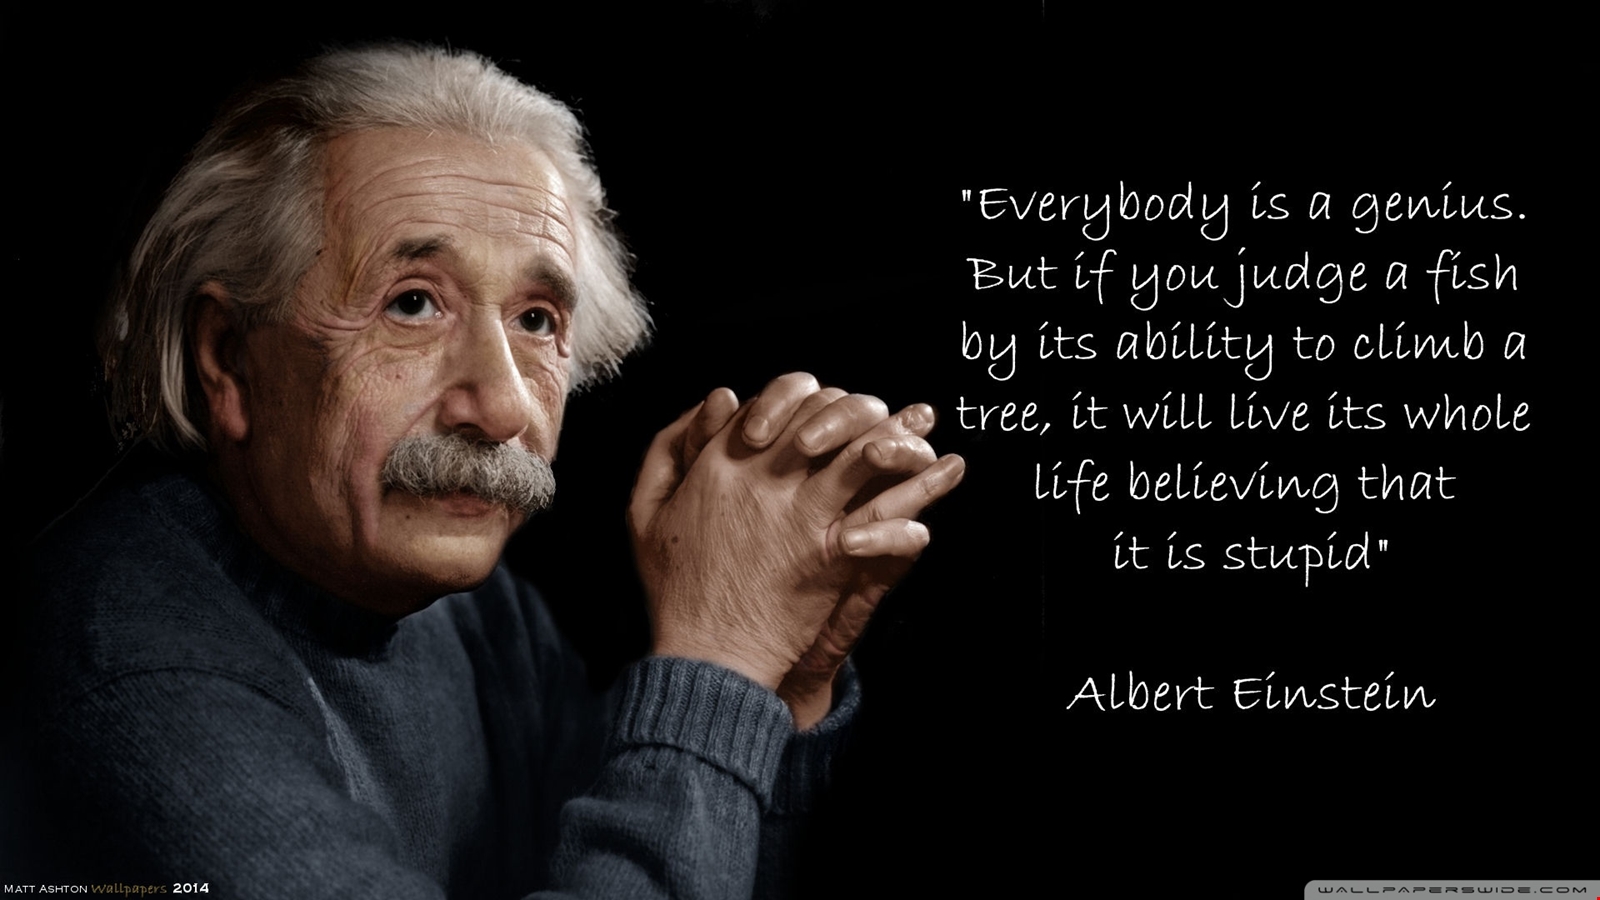 "Everybody is a genius.
But if you judge a fish
by its ability to climb a
tree, it will live its whole
life believing that
it is stupid"
Albert Einstein
MATT ASHTON Wallpapers 2014
WALLPAPERSWIDE.COM